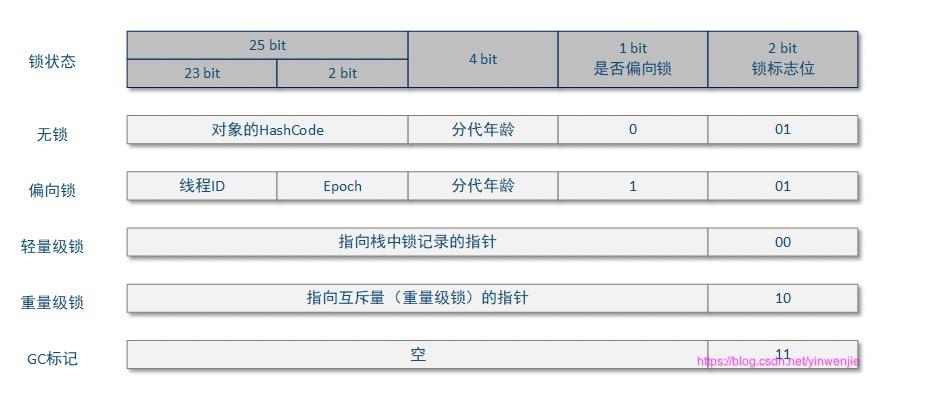 锁状态
25 bit
23 bit
2 bit
4 bit
1 bit
是否偏向锁
2 bit
锁标志位
无锁
对象的HashCode
分代年龄
0
01
偏向锁
线程ID
Epoch
分代年龄
1
01
轻量级锁
指向栈中锁记录的指针
00
重量级锁
指向互斥量（重量级锁）的指针
10
GC标记
空
11
https://blog.csdn.net/yinwenjie